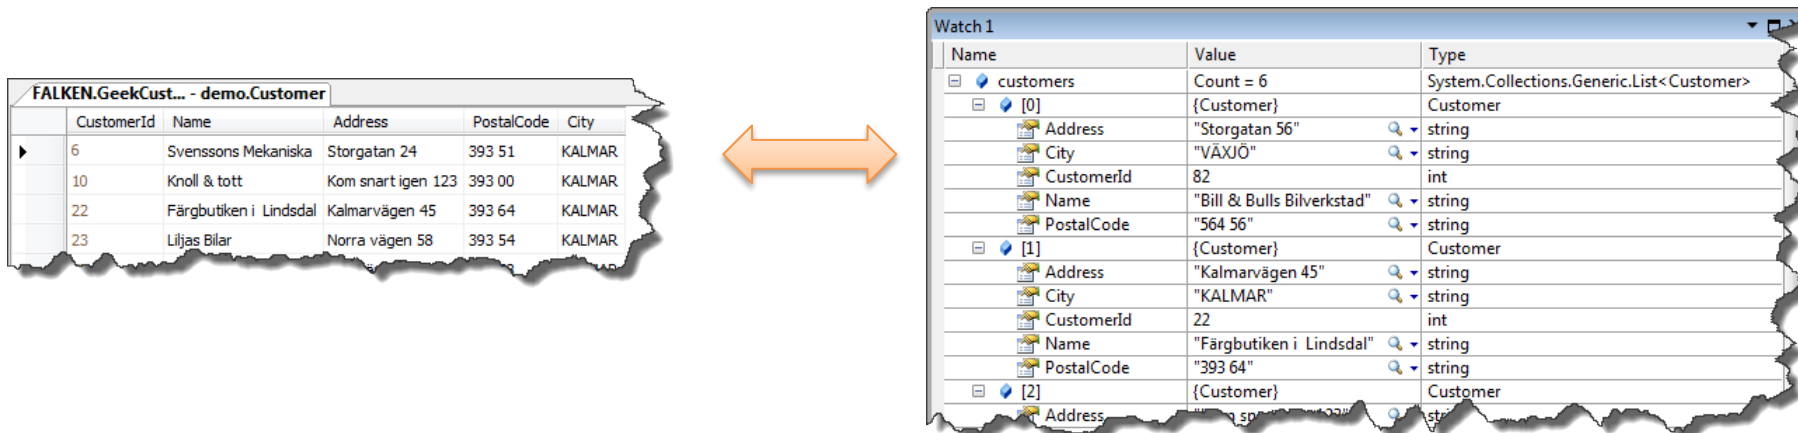 FALKEN.GeekCust... - demo.Customer
CustomerId Name Address PostalCode City
6 Svenssons Mekaniska Storgatan 24 393 51 KALMAR
10 Knoll & tott Kom snart igen 123 393 00 KALMAR
22 Färgbutiken i  Lindsdal Kalmarvägen 45 393 64 KALMAR
23 Liljas Bilar Norra vägen 58 393 54 KALMAR
Watch 1
Name Value Type
customers Count = 6 System.Collections.Generic.List<Customer>
[0] {Customer} Customer
Address "Storgatan 56" string
City "VÄXJÖ" string
CustomerId 82 int
Name "Bill & Bulls Bilverkstad" string
PostalCode "564 56" string
[1] {Customer} Customer
Address "Kalmarvägen 45" string
City "KALMAR" string
CustomerId 22 int
Name "Färgbutiken i  Lindsdal" string
PostalCode "393 64" string
[2] {Customer} Customer
Address